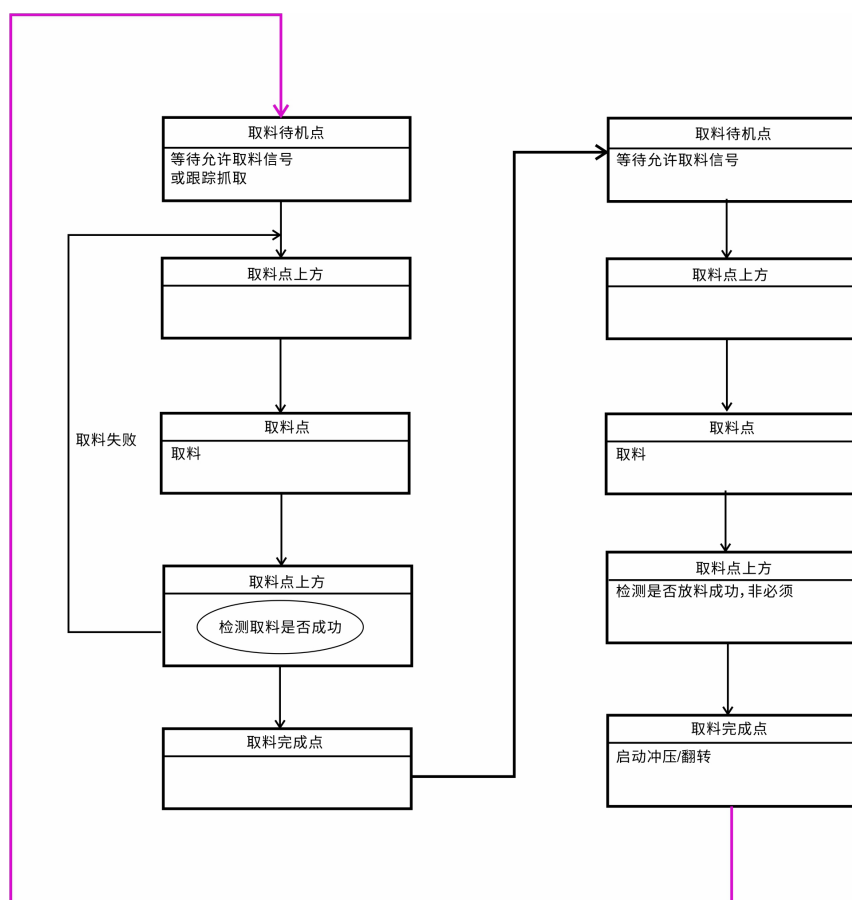 取料待机点
等待允许取料信号
或跟踪抓取
取料点上方
取料失败
取料点
取料
取料点上方
检测取料是否成功
取料完成点
取料待机点
等待允许取料信号
取料点上方
取料点
取料
取料点上方
检测是否放料成功，非必须
取料完成点
启动冲压/翻转